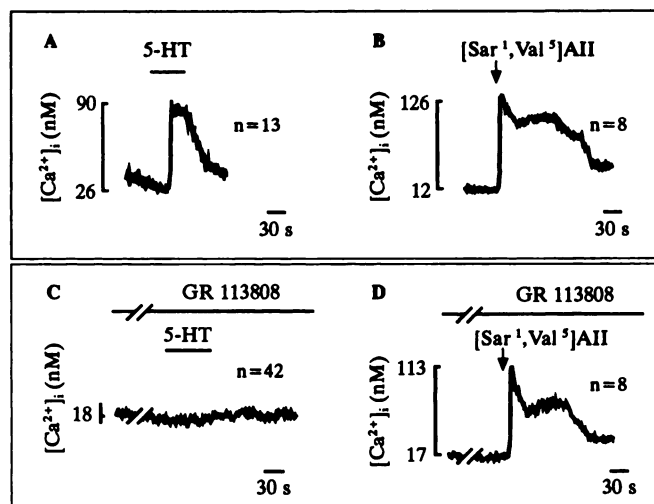 A
5-HT
[Ca²⁺]i (nM)
90
26
n=13
30 s
B
[Sar¹,Val⁵]AII
[Ca²⁺]i (nM)
126
12
n=8
30 s
C
GR 113808
5-HT
[Ca²⁺]i (nM)
18
n=42
30 s
D
GR 113808
[Sar¹,Val⁵]AII
[Ca²⁺]i (nM)
113
17
n=8
30 s